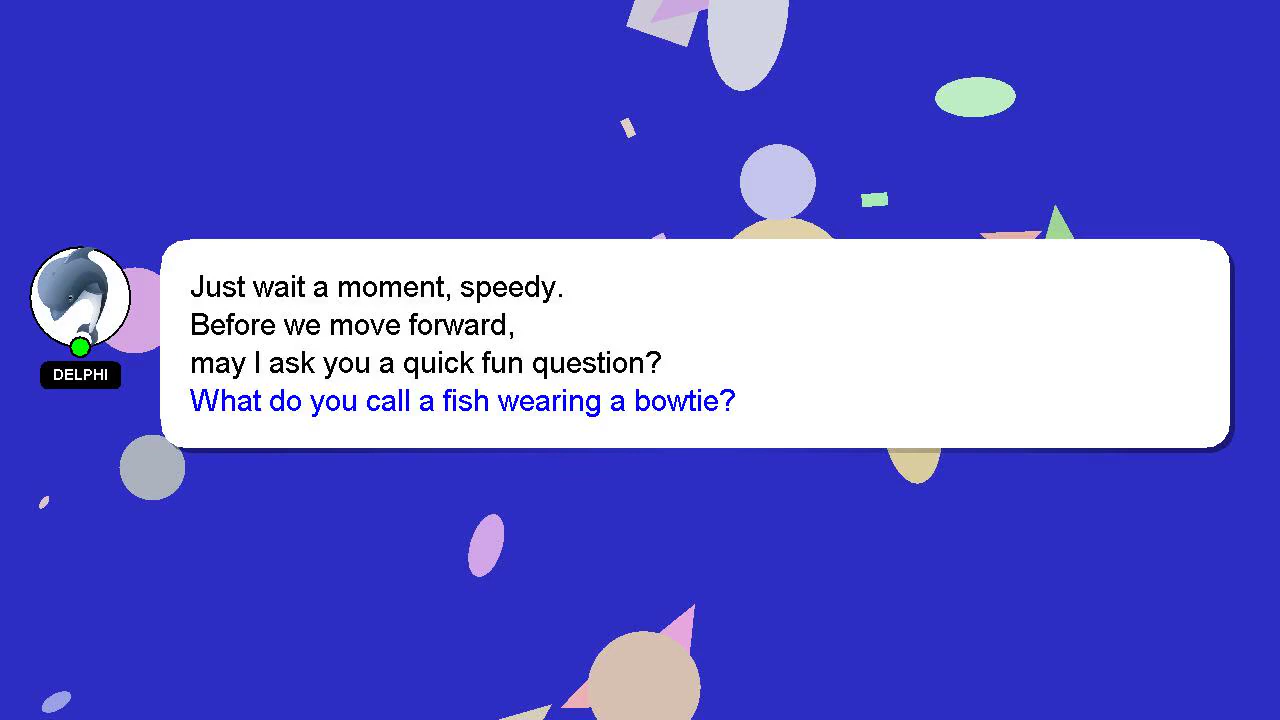 Just wait a moment, speedy.
Before we move forward,
may I ask you a quick fun question?
What do you call a fish wearing a bowtie?
DELPHI